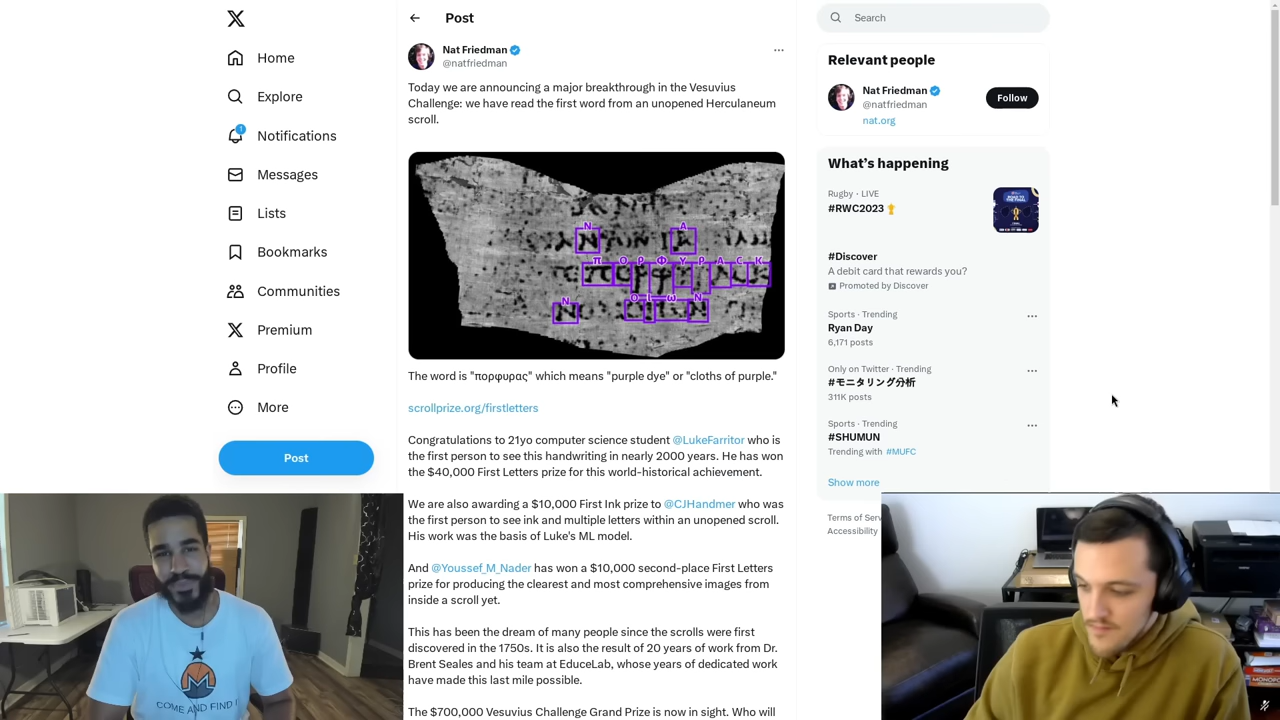 Home
Explore
1
Notifications
Messages
Lists
Bookmarks
Communities
Premium
Profile
More
Post
Post
Nat Friedman
@natfriedman
Today we are announcing a major breakthrough in the Vesuvius
Challenge: we have read the first word from an unopened Herculaneum
scroll.
N A
π Ο Ρ Φ Υ Ρ Α C Κ
N Ο Ι ω Ν
The word is "πορφυρας" which means "purple dye" or "cloths of purple."
scrollprize.org/firstletters
Congratulations to 21yo computer science student @LukeFarritor who is
the first person to see this handwriting in nearly 2000 years. He has won
the $40,000 First Letters prize for this world-historical achievement.
We are also awarding a $10,000 First Ink prize to @CJHandmer who was
the first person to see ink and multiple letters within an unopened scroll.
His work was the basis of Luke's ML model.
And @Youssef_M_Nader has won a $10,000 second-place First Letters
prize for producing the clearest and most comprehensive images from
inside a scroll yet.
This has been the dream of many people since the scrolls were first
discovered in the 1750s. It is also the result of 20 years of work from Dr.
Brent Seales and his team at EduceLab, whose years of dedicated work
have made this last mile possible.
The $700,000 Vesuvius Challenge Grand Prize is now in sight. Who will
Search
Relevant people
Nat Friedman
@natfriedman
Follow
nat.org
What's happening
Rugby · LIVE
#RWC2023
#Discover
A debit card that rewards you?
Promoted by Discover
Sports · Trending
Ryan Day
6,171 posts
Only on Twitter · Trending
#モニタリング分析
311K posts
Sports · Trending
#SHUMUN
Trending with #MUFC
Show more
Terms of Serv
Accessibility
COME AND FIND I